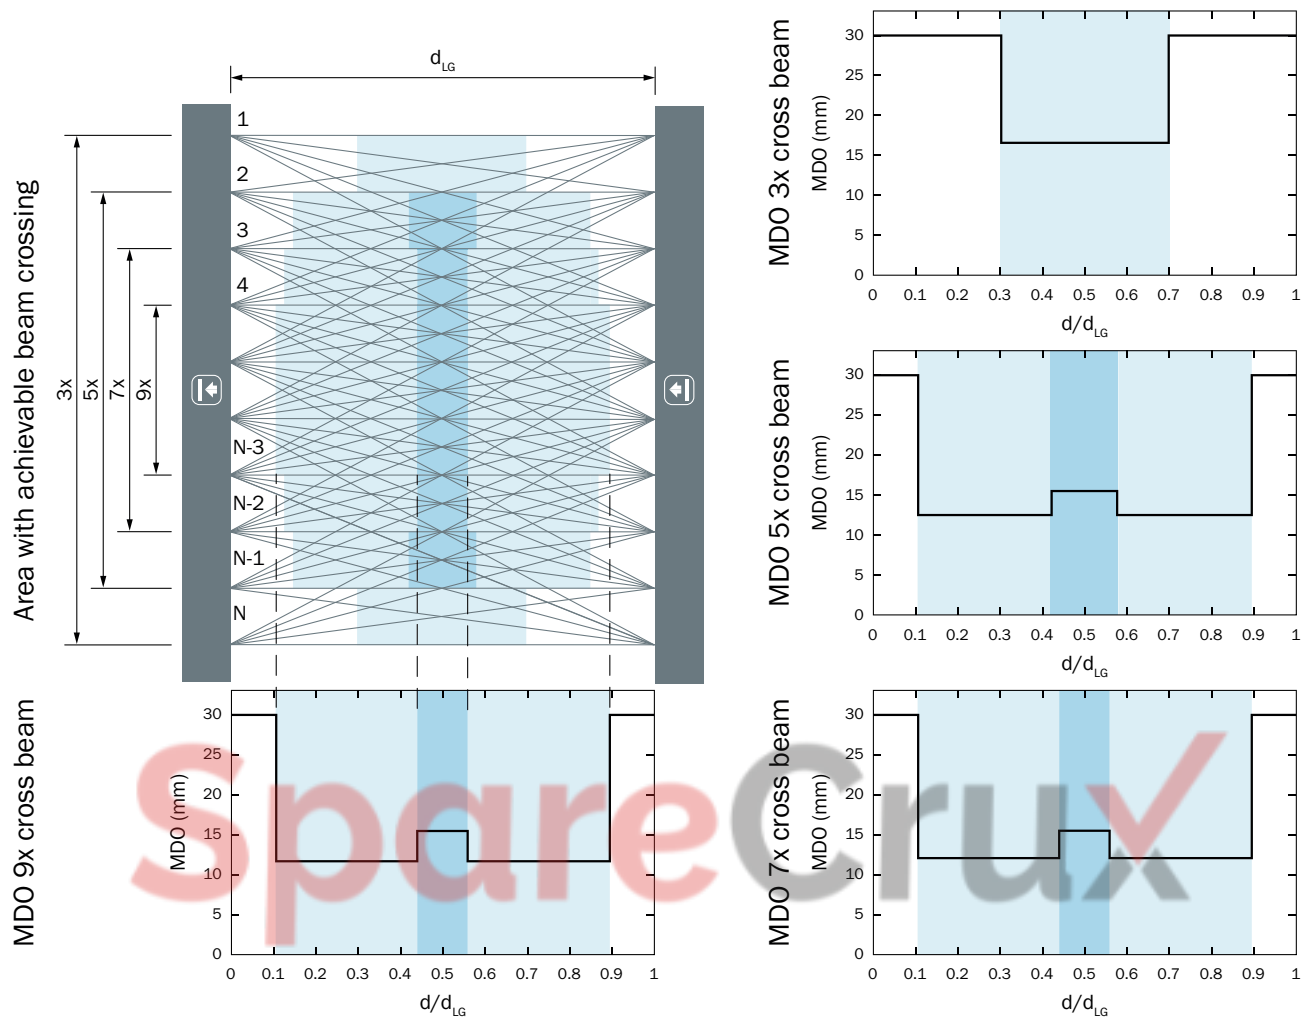 d_LG
Area with achievable beam crossing
3x
5x
7x
9x
1
2
3
4
N-3
N-2
N-1
N
MDO 3x cross beam
MDO (mm)
30
25
20
15
10
5
0
0 0.1 0.2 0.3 0.4 0.5 0.6 0.7 0.8 0.9 1
d/d_LG
MDO 5x cross beam
MDO (mm)
30
25
20
15
10
5
0
0 0.1 0.2 0.3 0.4 0.5 0.6 0.7 0.8 0.9 1
d/d_LG
MDO 9x cross beam
MDO (mm)
30
25
20
15
10
5
0
0 0.1 0.2 0.3 0.4 0.5 0.6 0.7 0.8 0.9 1
d/d_LG
MDO 7x cross beam
MDO (mm)
30
25
20
15
10
5
0
0 0.1 0.2 0.3 0.4 0.5 0.6 0.7 0.8 0.9 1
d/d_LG
SpareCrux